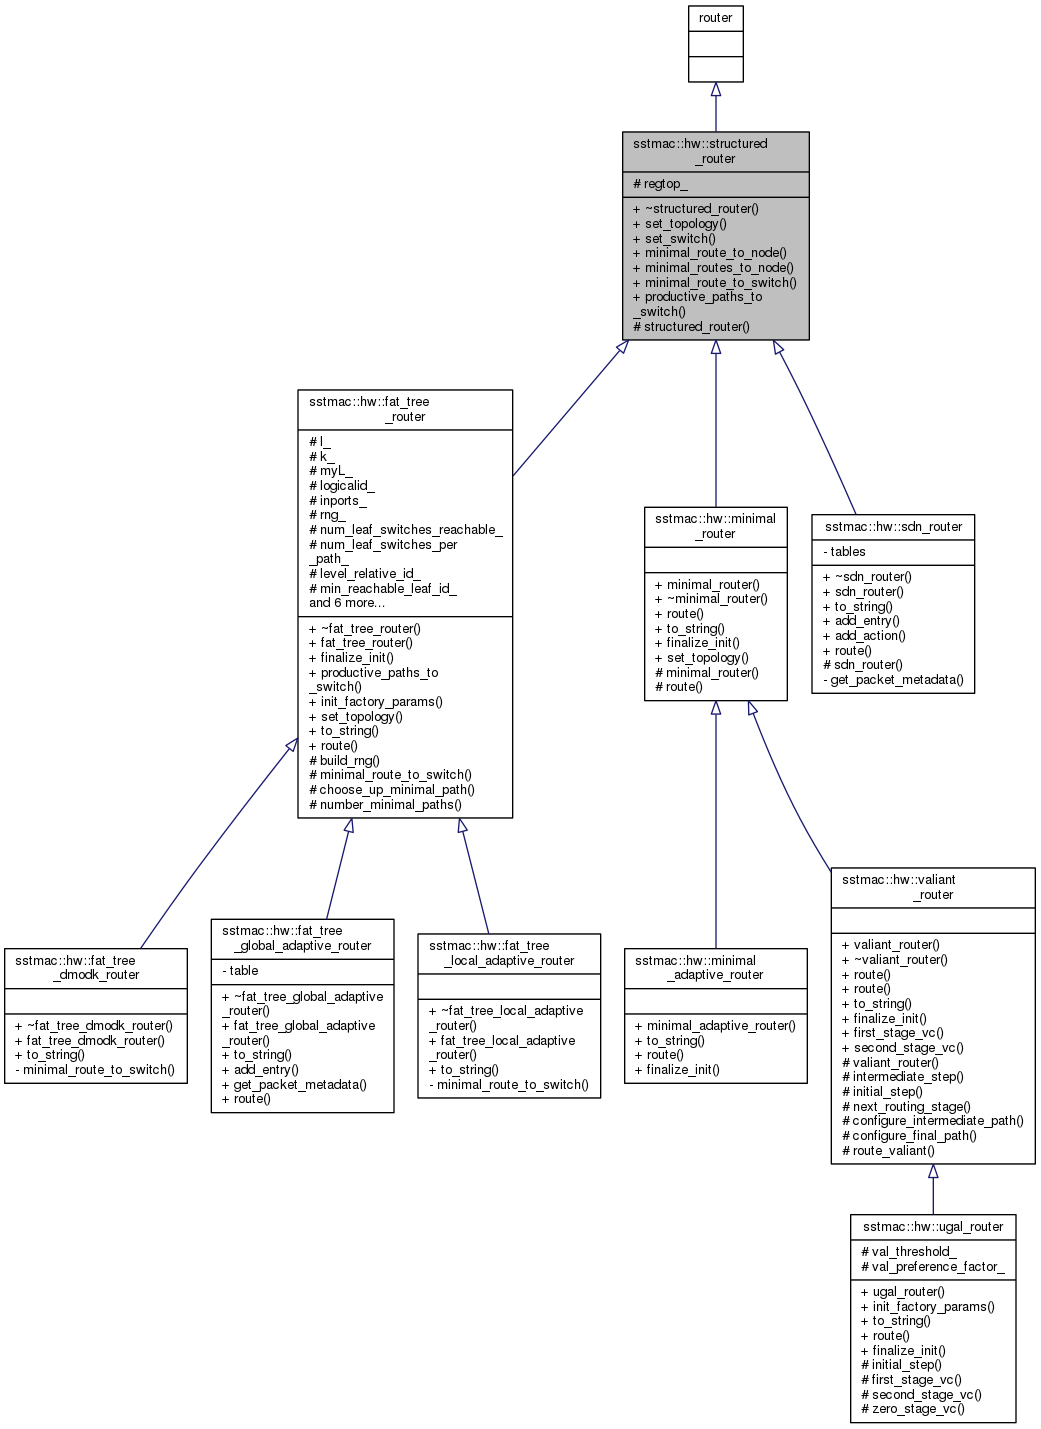 router
sstmac::hw::structured
_router
# regtop_
+ ~structured_router()
+ set_topology()
+ set_switch()
+ minimal_route_to_node()
+ minimal_routes_to_node()
+ minimal_route_to_switch()
+ productive_paths_to
_switch()
# structured_router()
sstmac::hw::fat_tree
_router
# l_
# k_
# myL_
# logicalid_
# inports_
# rng_
# num_leaf_switches_reachable_
# num_leaf_switches_per
_path_
# level_relative_id_
# min_reachable_leaf_id_
and 6 more...
+ ~fat_tree_router()
+ fat_tree_router()
+ finalize_init()
+ productive_paths_to
_switch()
+ init_factory_params()
+ set_topology()
+ to_string()
+ route()
# build_rng()
# minimal_route_to_switch()
# choose_up_minimal_path()
# number_minimal_paths()
sstmac::hw::minimal
_router
+ minimal_router()
+ ~minimal_router()
+ route()
+ to_string()
+ finalize_init()
+ set_topology()
# minimal_router()
# route()
sstmac::hw::sdn_router
- tables
+ ~sdn_router()
+ sdn_router()
+ to_string()
+ add_entry()
+ add_action()
+ route()
# sdn_router()
- get_packet_metadata()
sstmac::hw::fat_tree
_dmodk_router
+ ~fat_tree_dmodk_router()
+ fat_tree_dmodk_router()
+ to_string()
- minimal_route_to_switch()
sstmac::hw::fat_tree
_global_adaptive_router
- table
+ ~fat_tree_global_adaptive
_router()
+ fat_tree_global_adaptive
_router()
+ to_string()
+ add_entry()
+ get_packet_metadata()
+ route()
sstmac::hw::fat_tree
_local_adaptive_router
+ ~fat_tree_local_adaptive
_router()
+ fat_tree_local_adaptive
_router()
+ to_string()
- minimal_route_to_switch()
sstmac::hw::minimal
_adaptive_router
+ minimal_adaptive_router()
+ to_string()
+ route()
+ finalize_init()
sstmac::hw::valiant
_router
+ valiant_router()
+ ~valiant_router()
+ route()
+ route()
+ to_string()
+ finalize_init()
+ first_stage_vc()
+ second_stage_vc()
# valiant_router()
# intermediate_step()
# initial_step()
# next_routing_stage()
# configure_intermediate_path()
# configure_final_path()
# route_valiant()
sstmac::hw::ugal_router
# val_threshold_
# val_preference_factor_
+ ugal_router()
+ init_factory_params()
+ to_string()
+ route()
+ finalize_init()
# initial_step()
# first_stage_vc()
# second_stage_vc()
# zero_stage_vc()